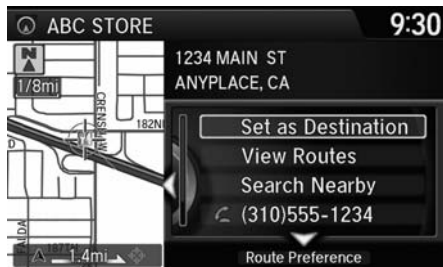 ABC STORE
9:30
N
1/8mi
1234 MAIN ST
ANYPLACE, CA
CRENSHAW
182N
Set as Destination
View Routes
Search Nearby
(310)555-1234
1.4mi
Route Preference